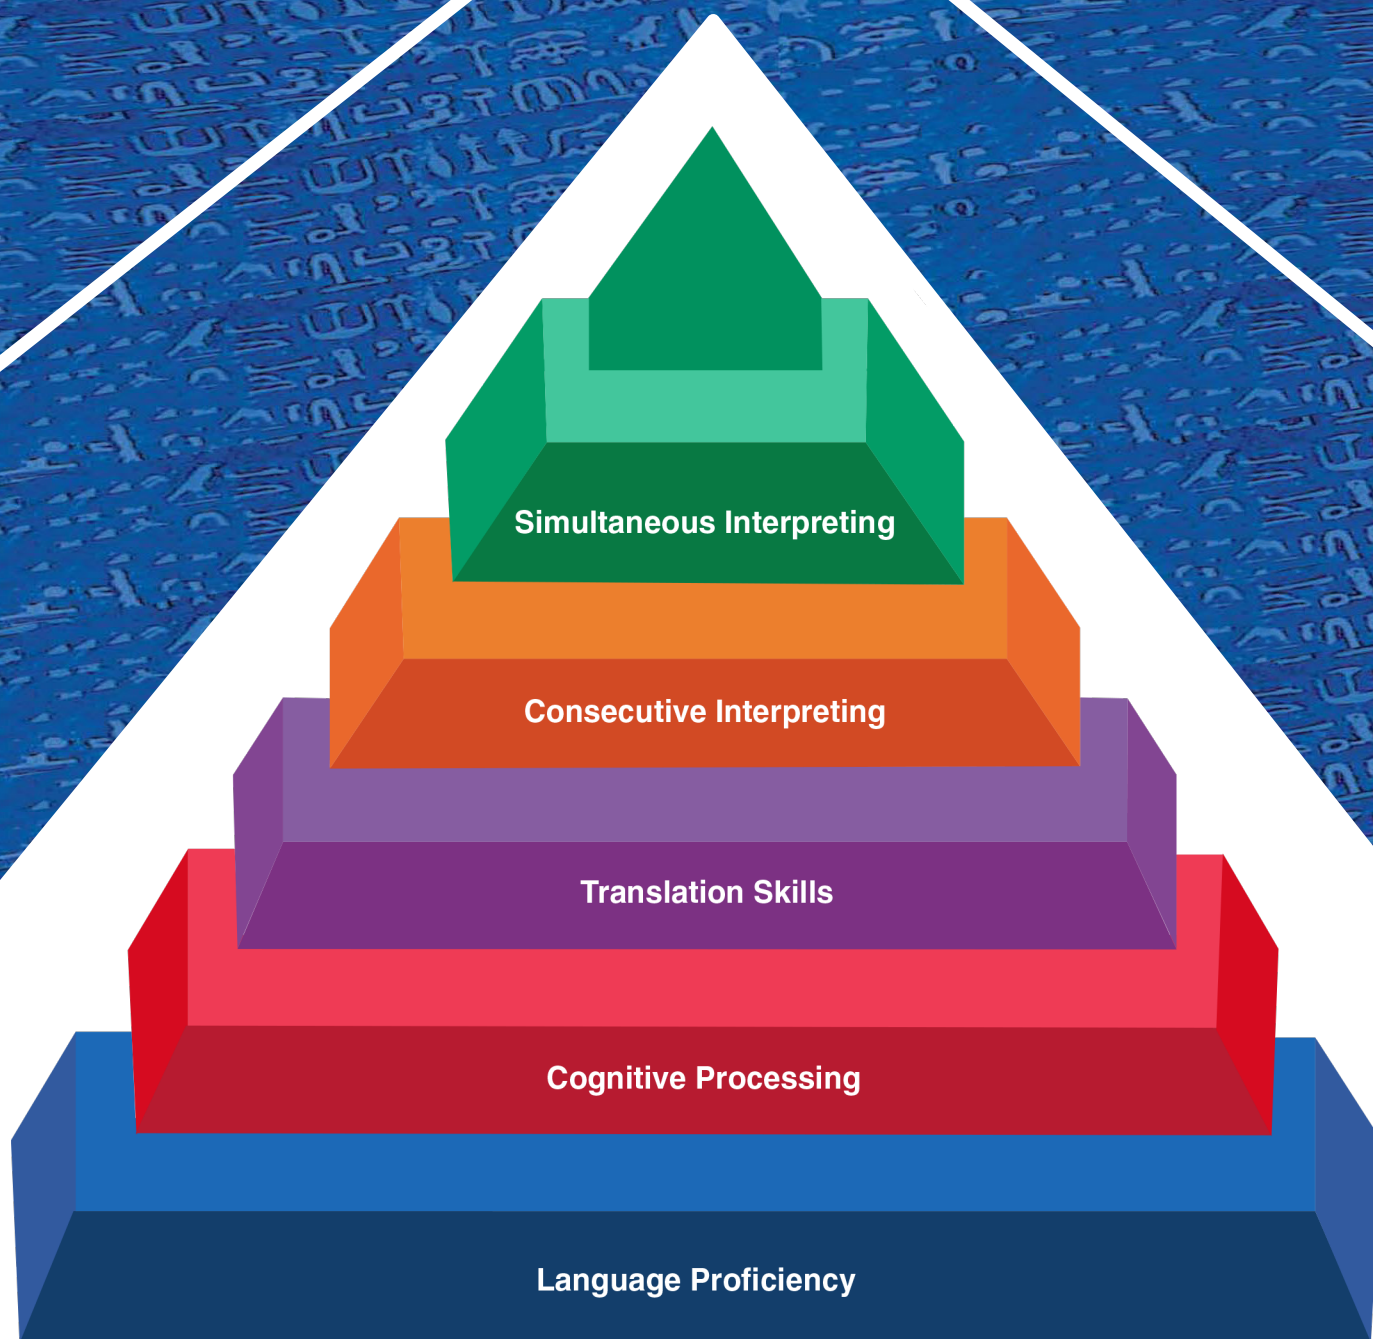 Simultaneous Interpreting
Consecutive Interpreting
Translation Skills
Cognitive Processing
Language Proficiency